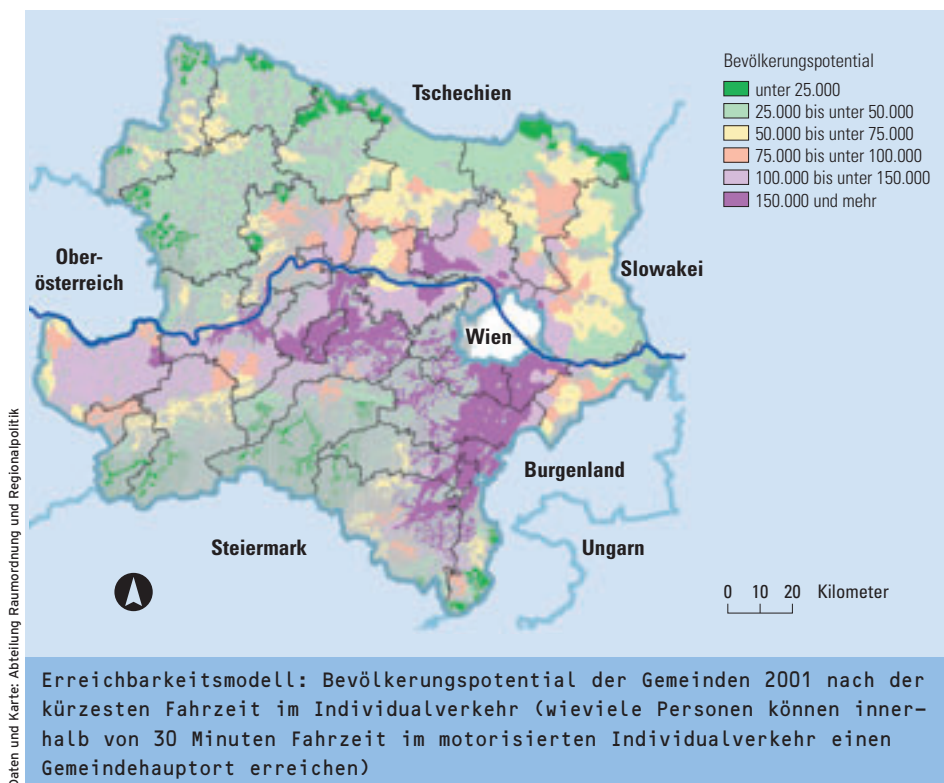 Bevölkerungspotential
unter 25.000
25.000 bis unter 50.000
50.000 bis unter 75.000
75.000 bis unter 100.000
100.000 bis unter 150.000
150.000 und mehr
Tschechien
Ober-
österreich
Slowakei
Wien
Burgenland
Steiermark
Ungarn
0 10 20 Kilometer
Daten und Karte: Abteilung Raumordnung und Regionalpolitik
Erreichbarkeitsmodell: Bevölkerungspotential der Gemeinden 2001 nach der
kürzesten Fahrzeit im Individualverkehr (wieviele Personen können inner-
halb von 30 Minuten Fahrzeit im motorisierten Individualverkehr einen
Gemeindehauptort erreichen)